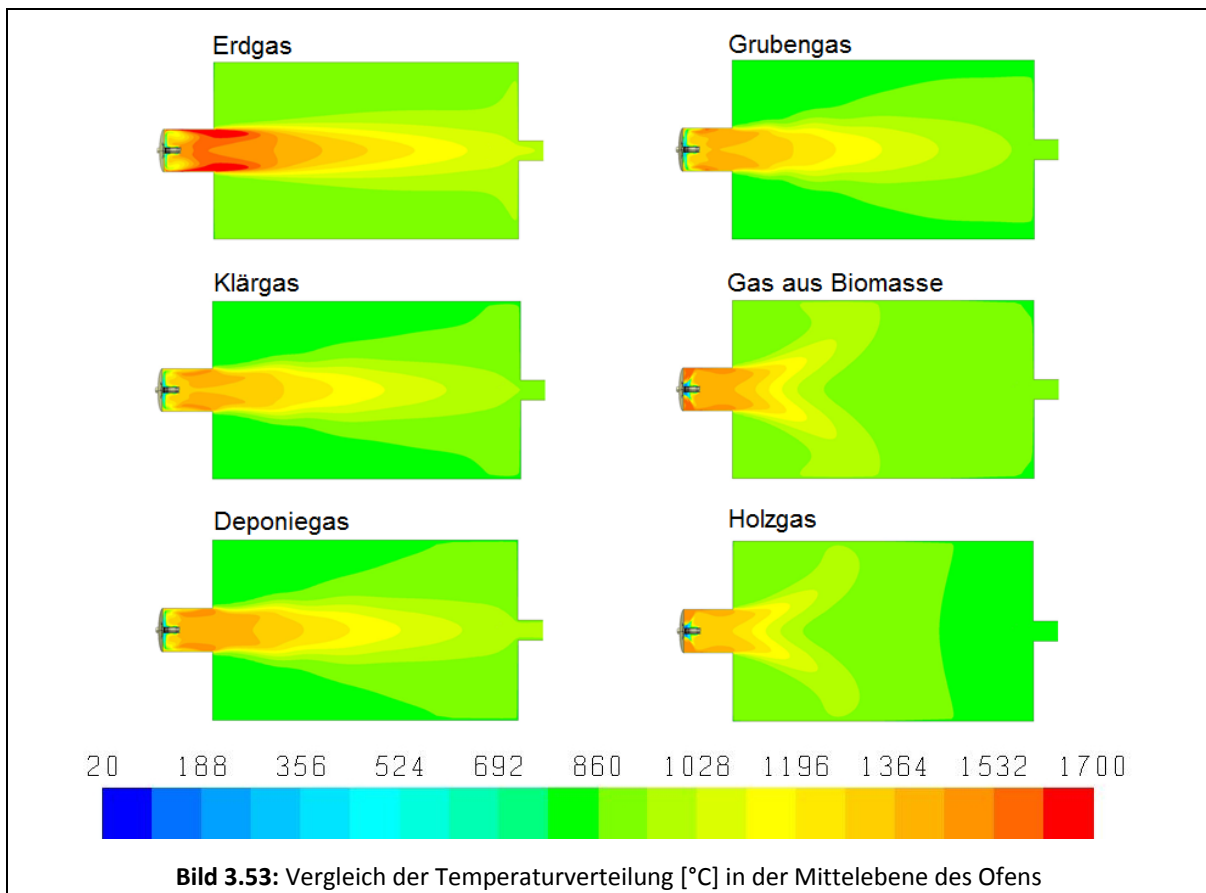 Erdgas
Grubengas
Klärgas
Gas aus Biomasse
Deponiegas
Holzgas
20 188 356 524 692 860 1028 1196 1364 1532 1700
Bild 3.53: Vergleich der Temperaturverteilung [°C] in der Mittelebene des Ofens